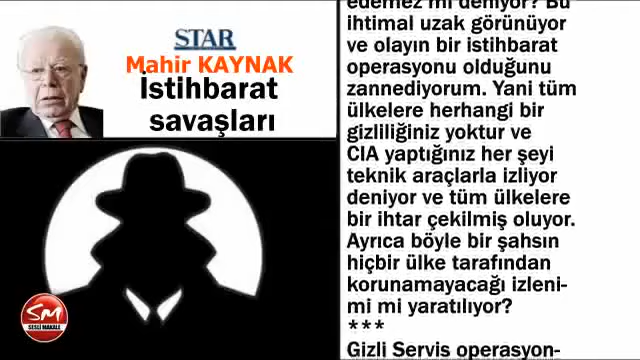 STAR
Mahir KAYNAK
İstihbarat
savaşları
SM
SESLİ MAKALE
edemez mi deniyor? Bu
ihtimal uzak görünüyor
ve olayın bir istihbarat
operasyonu olduğunu
zannediyorum. Yani tüm
ülkelere herhangi bir
gizliliğiniz yoktur ve
CIA yaptığınız her şeyi
teknik araçlarla izliyor
deniyor ve tüm ülkelere
bir ihtar çekilmiş oluyor.
Ayrıca böyle bir şahsın
hiçbir ülke tarafından
korunamayacağı izleni-
mi mi yaratılıyor?
***
Gizli Servis operasyon-